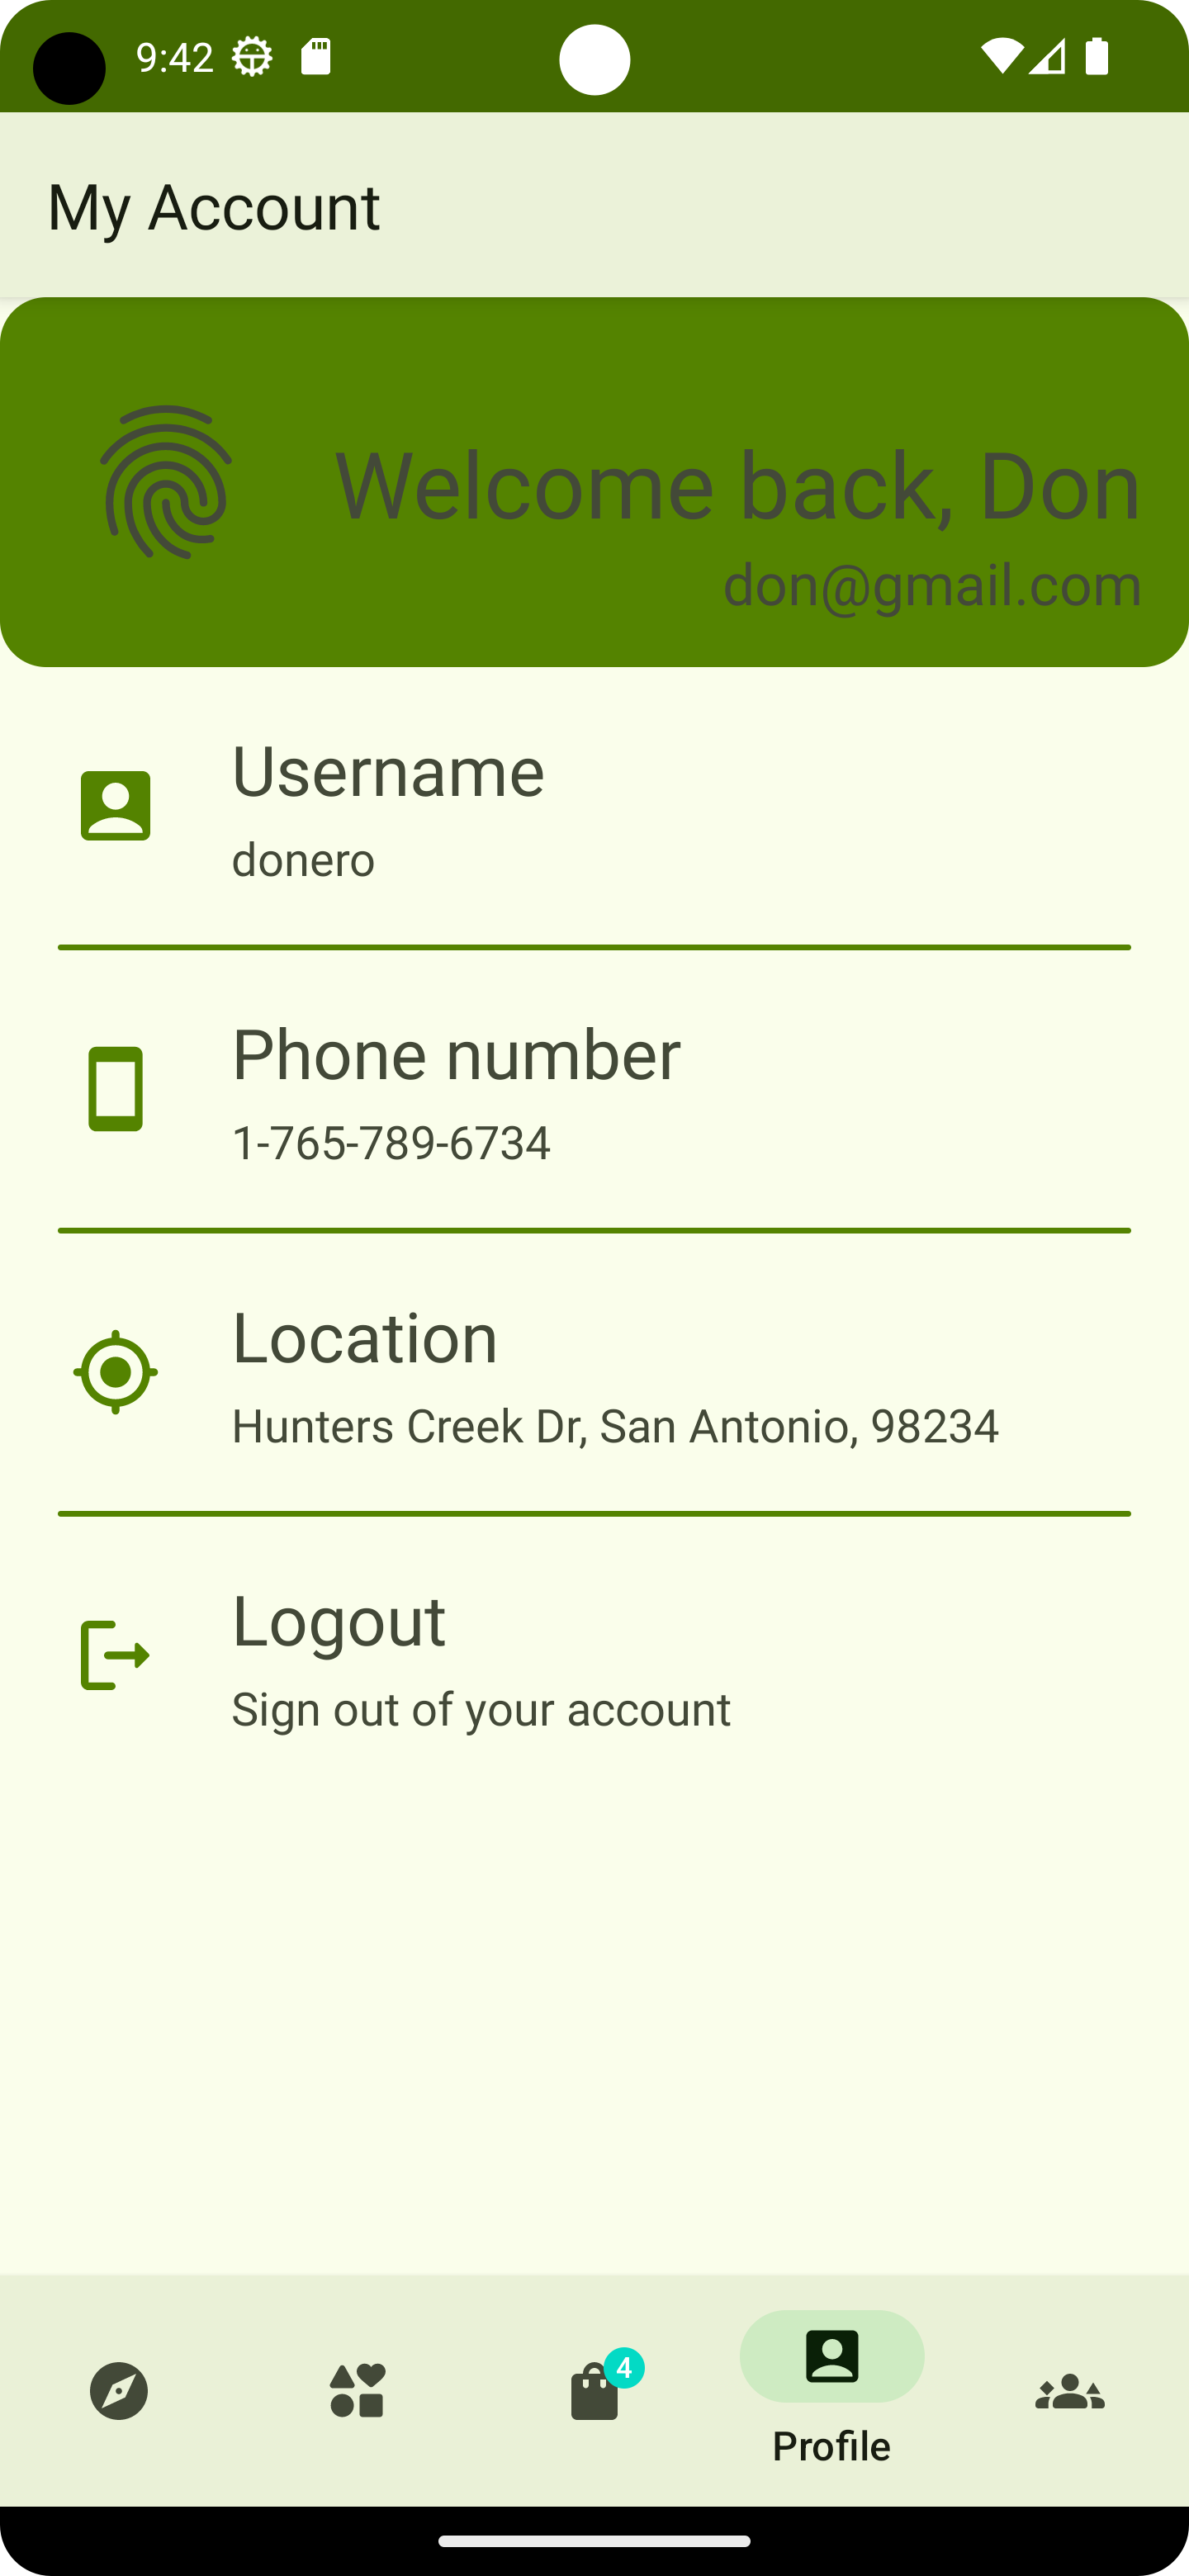 9:42
My Account
Welcome back, Don
don@gmail.com
Username
donero
Phone number
1-765-789-6734
Location
Hunters Creek Dr, San Antonio, 98234
Logout
Sign out of your account
4
Profile